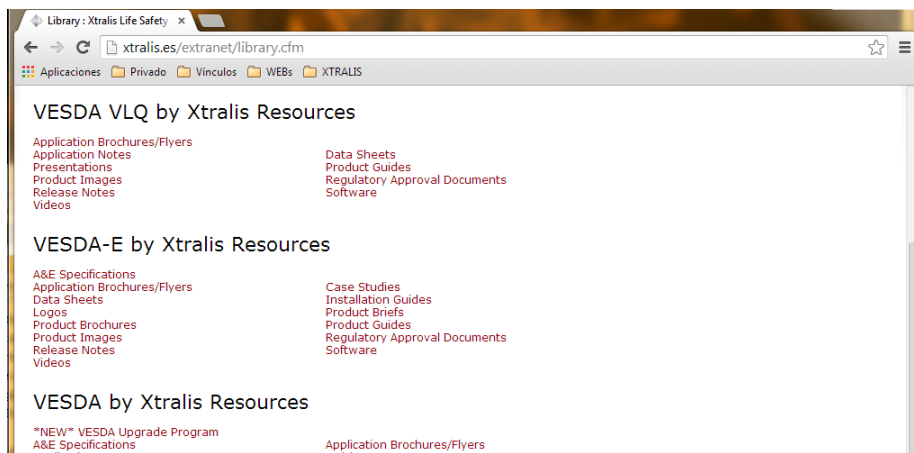 Library : Xtralis Life Safety
xtralis.es/extranet/library.cfm
Aplicaciones Privado Vínculos WEBs XTRALIS
VESDA VLQ by Xtralis Resources
Application Brochures/Flyers
Application Notes Data Sheets
Presentations Product Guides
Product Images Regulatory Approval Documents
Release Notes Software
Videos
VESDA-E by Xtralis Resources
A&E Specifications
Application Brochures/Flyers Case Studies
Data Sheets Installation Guides
Logos Product Briefs
Product Brochures Product Guides
Product Images Regulatory Approval Documents
Release Notes Software
Videos
VESDA by Xtralis Resources
*NEW* VESDA Upgrade Program
A&E Specifications Application Brochures/Flyers